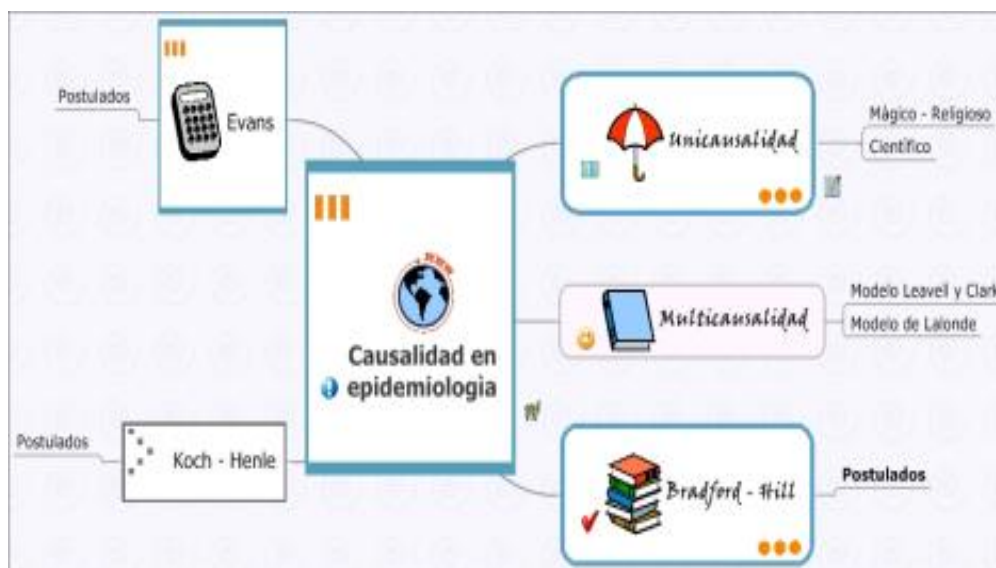 Postulados
Evans
Unicausalidad
Mágico - Religioso
Científico
Causalidad en
epidemiologia
Multicausalidad
Modelo Leavell y Clark
Modelo de Lalonde
Postulados
Koch - Henle
Bradford - Hill
Postulados